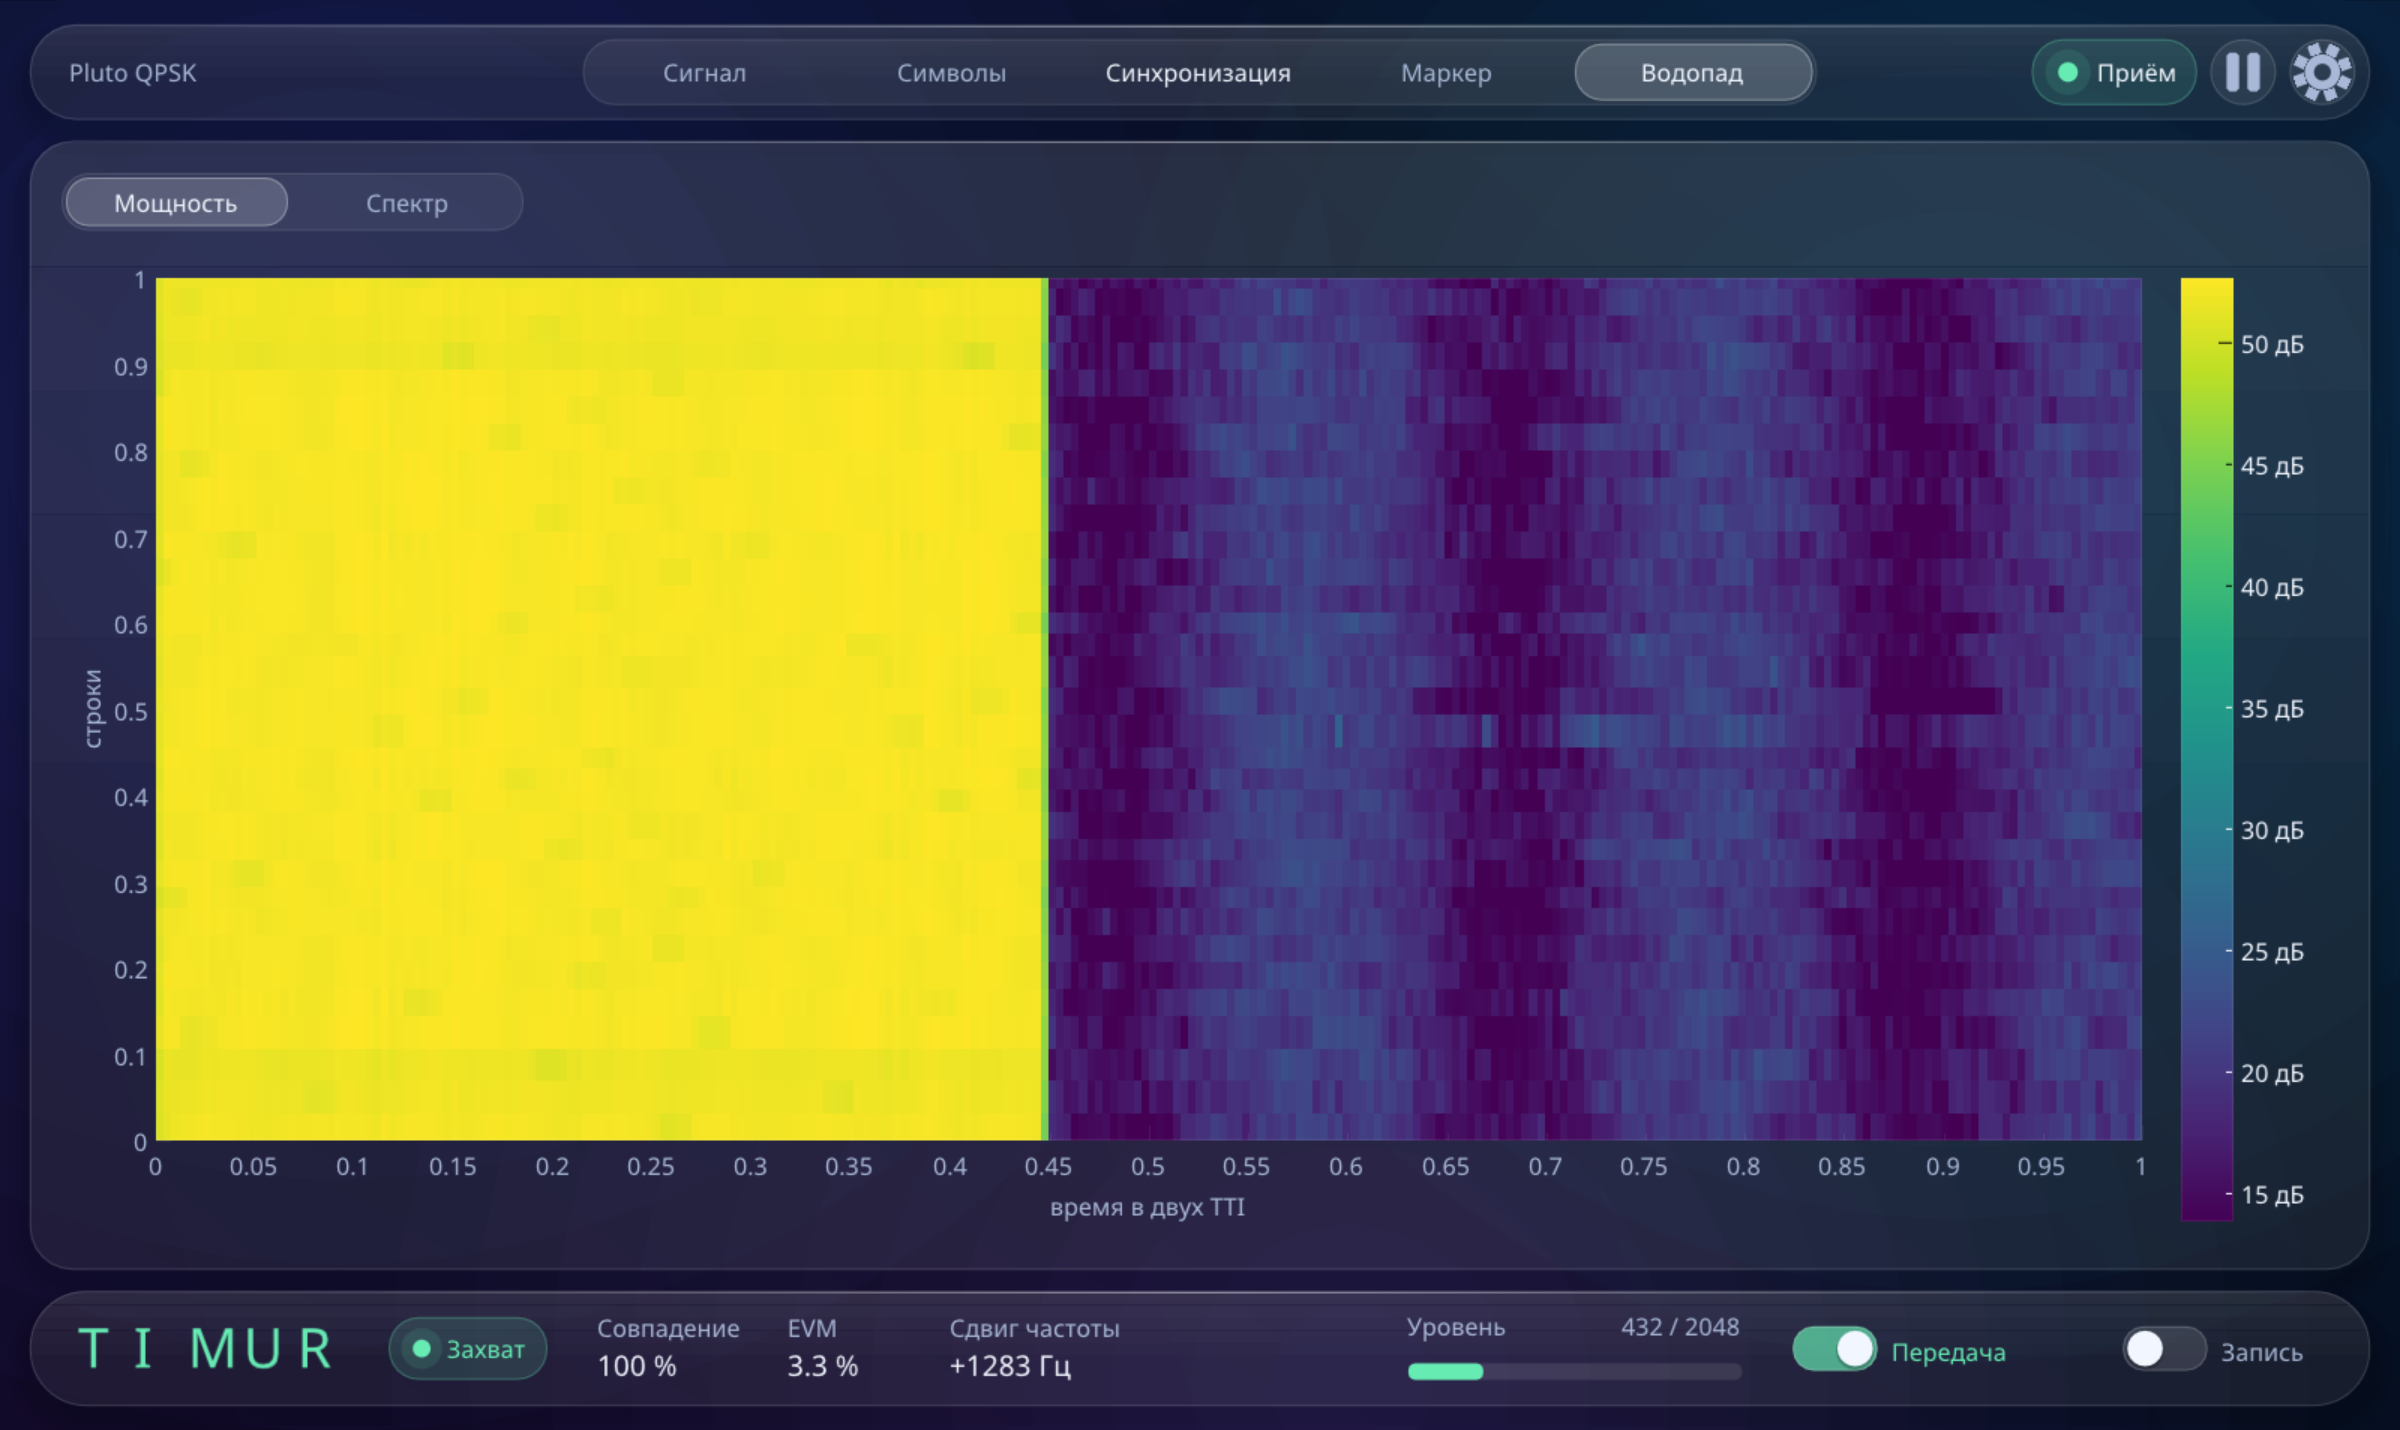 Pluto QPSK
Сигнал
Символы
Синхронизация
Маркер
Водопад
Приём
Мощность
Спектр
1
0.9
0.8
0.7
0.6
0.5
0.4
0.3
0.2
0.1
0
строки
0 0.05 0.1 0.15 0.2 0.25 0.3 0.35 0.4 0.45 0.5 0.55 0.6 0.65 0.7 0.75 0.8 0.85 0.9 0.95 1
время в двух TTI
50 дБ
45 дБ
40 дБ
35 дБ
30 дБ
25 дБ
20 дБ
15 дБ
TIMUR
Захват
Совпадение
100 %
EVM
3.3 %
Сдвиг частоты
+1283 Гц
Уровень 432 / 2048
Передача
Запись